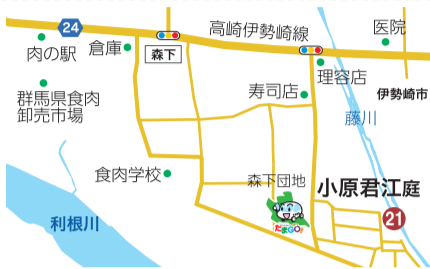 24
高崎伊勢崎線
医院
肉の駅
倉庫
森下
理容店
群馬県食肉
卸売市場
寿司店
伊勢崎市
藤川
食肉学校
森下団地
小原君江庭
21
たまGO!
利根川